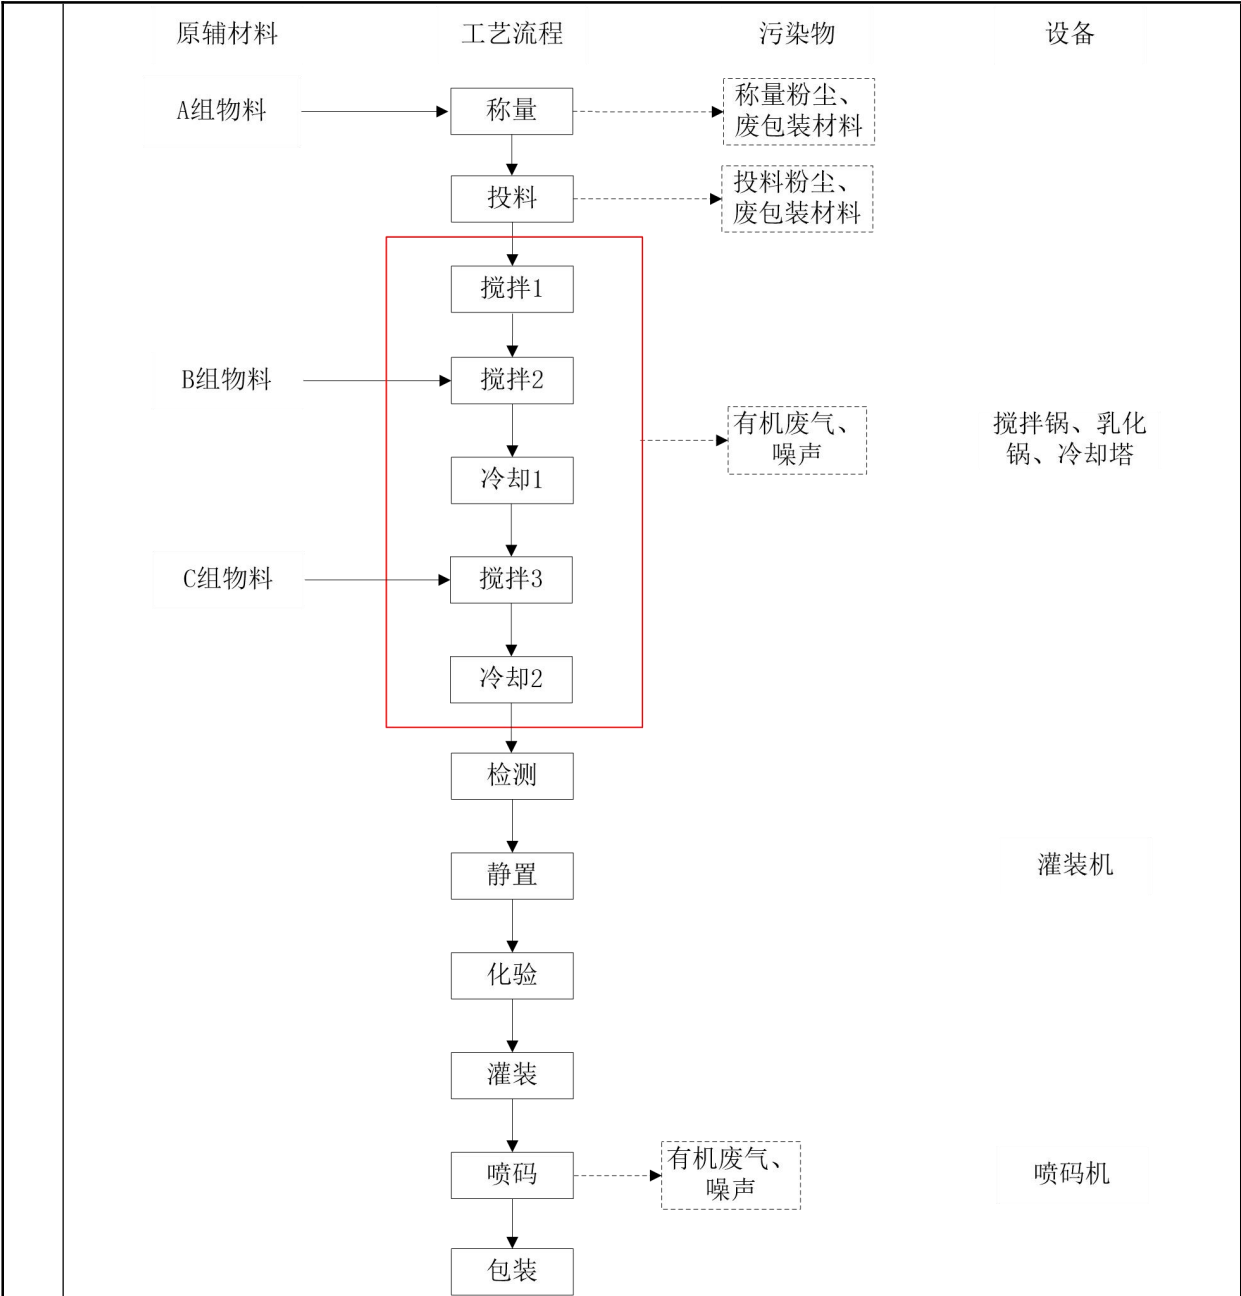 原辅材料
工艺流程
污染物
设备
A组物料
称量
称量粉尘、
废包装材料
投料
投料粉尘、
废包装材料
搅拌1
B组物料
搅拌2
有机废气、
噪声
搅拌锅、乳化
锅、冷却塔
冷却1
C组物料
搅拌3
冷却2
检测
静置
灌装机
化验
灌装
喷码
有机废气、
噪声
喷码机
包装